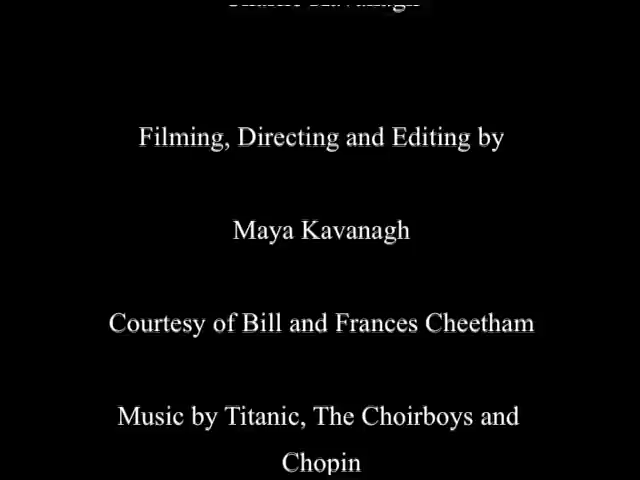 Kavanagh
Filming, Directing and Editing by
Maya Kavanagh
Courtesy of Bill and Frances Cheetham
Music by Titanic, The Choirboys and
Chopin